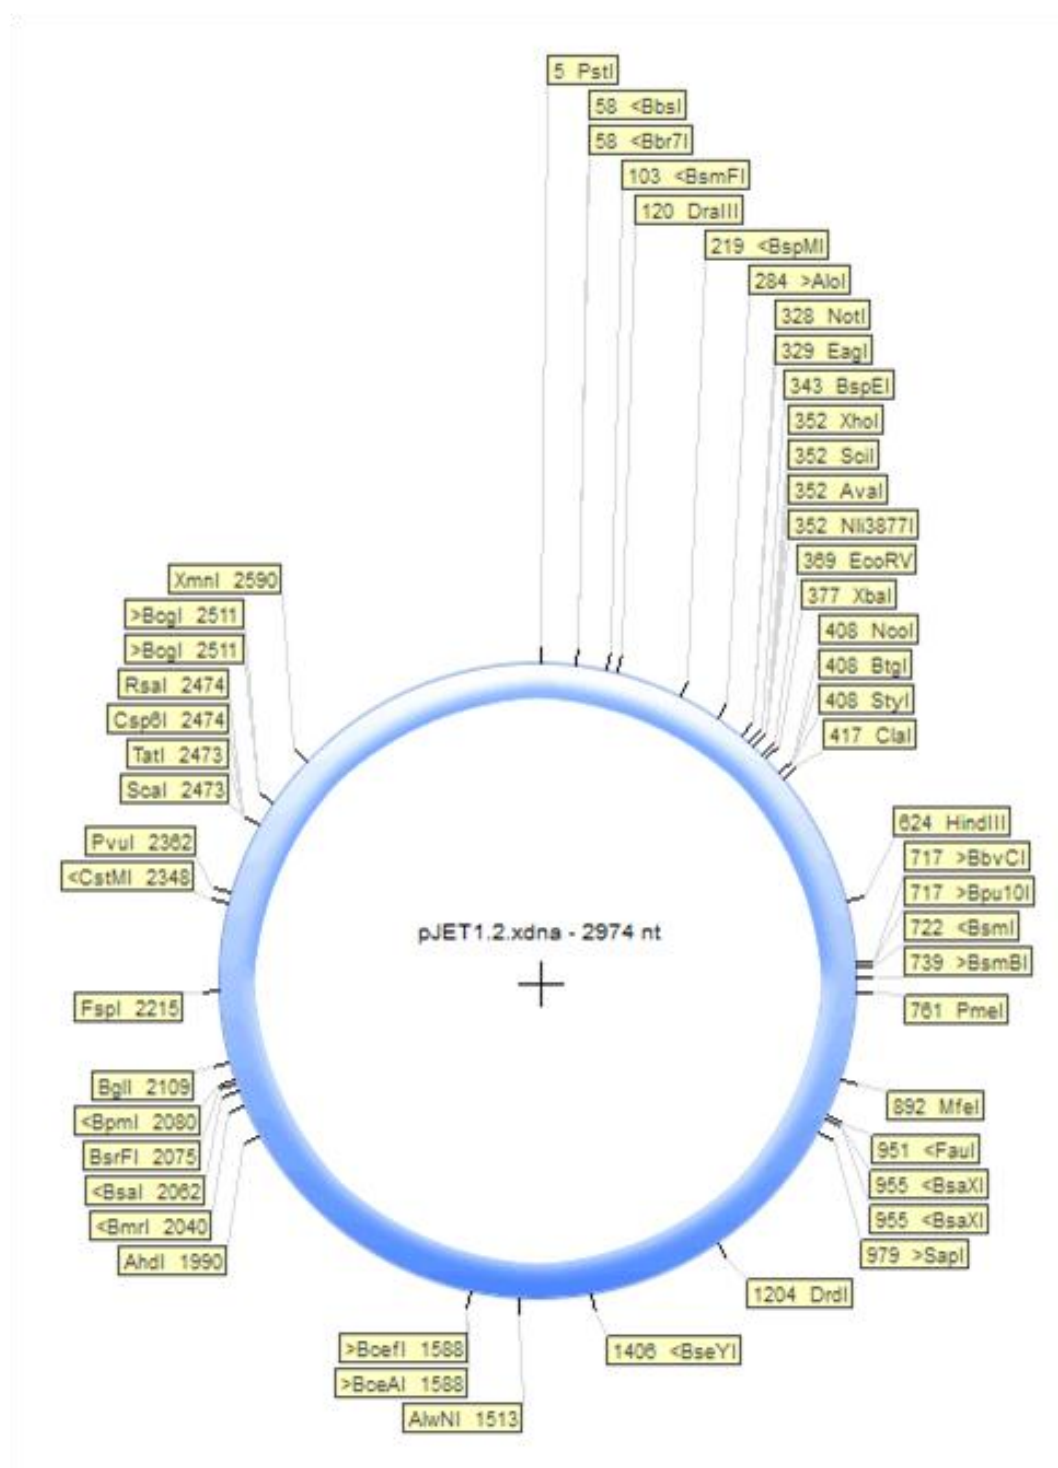 5 PstI
58 <BbsI
58 <Bbr7I
103 <BsmFI
120 DraIII
219 <BspMI
284 >AloI
328 NotI
329 EagI
343 BspEI
352 XhoI
352 SciI
352 AvaI
352 Nli3877I
369 EcoRV
377 XbaI
408 NcoI
408 BtgI
408 StyI
417 ClaI
XmnI 2590
>BcgI 2511
>BcgI 2511
RsaI 2474
Csp6I 2474
TatI 2473
ScaI 2473
PvuI 2362
<CstMI 2348
FspI 2215
BglI 2109
<BpmI 2080
BsrFI 2075
<BsaI 2062
<BmrI 2040
AhdI 1990
pJET1.2.xdna - 2974 nt
624 HindIII
717 >BbvCI
717 >Bpu10I
722 <BsmI
739 >BsmBI
761 PmeI
892 MfeI
951 <FauI
955 <BsaXI
955 <BsaXI
979 >SapI
1204 DrdI
1406 <BseYI
>BcefI 1588
>BceAI 1588
AlwNI 1513